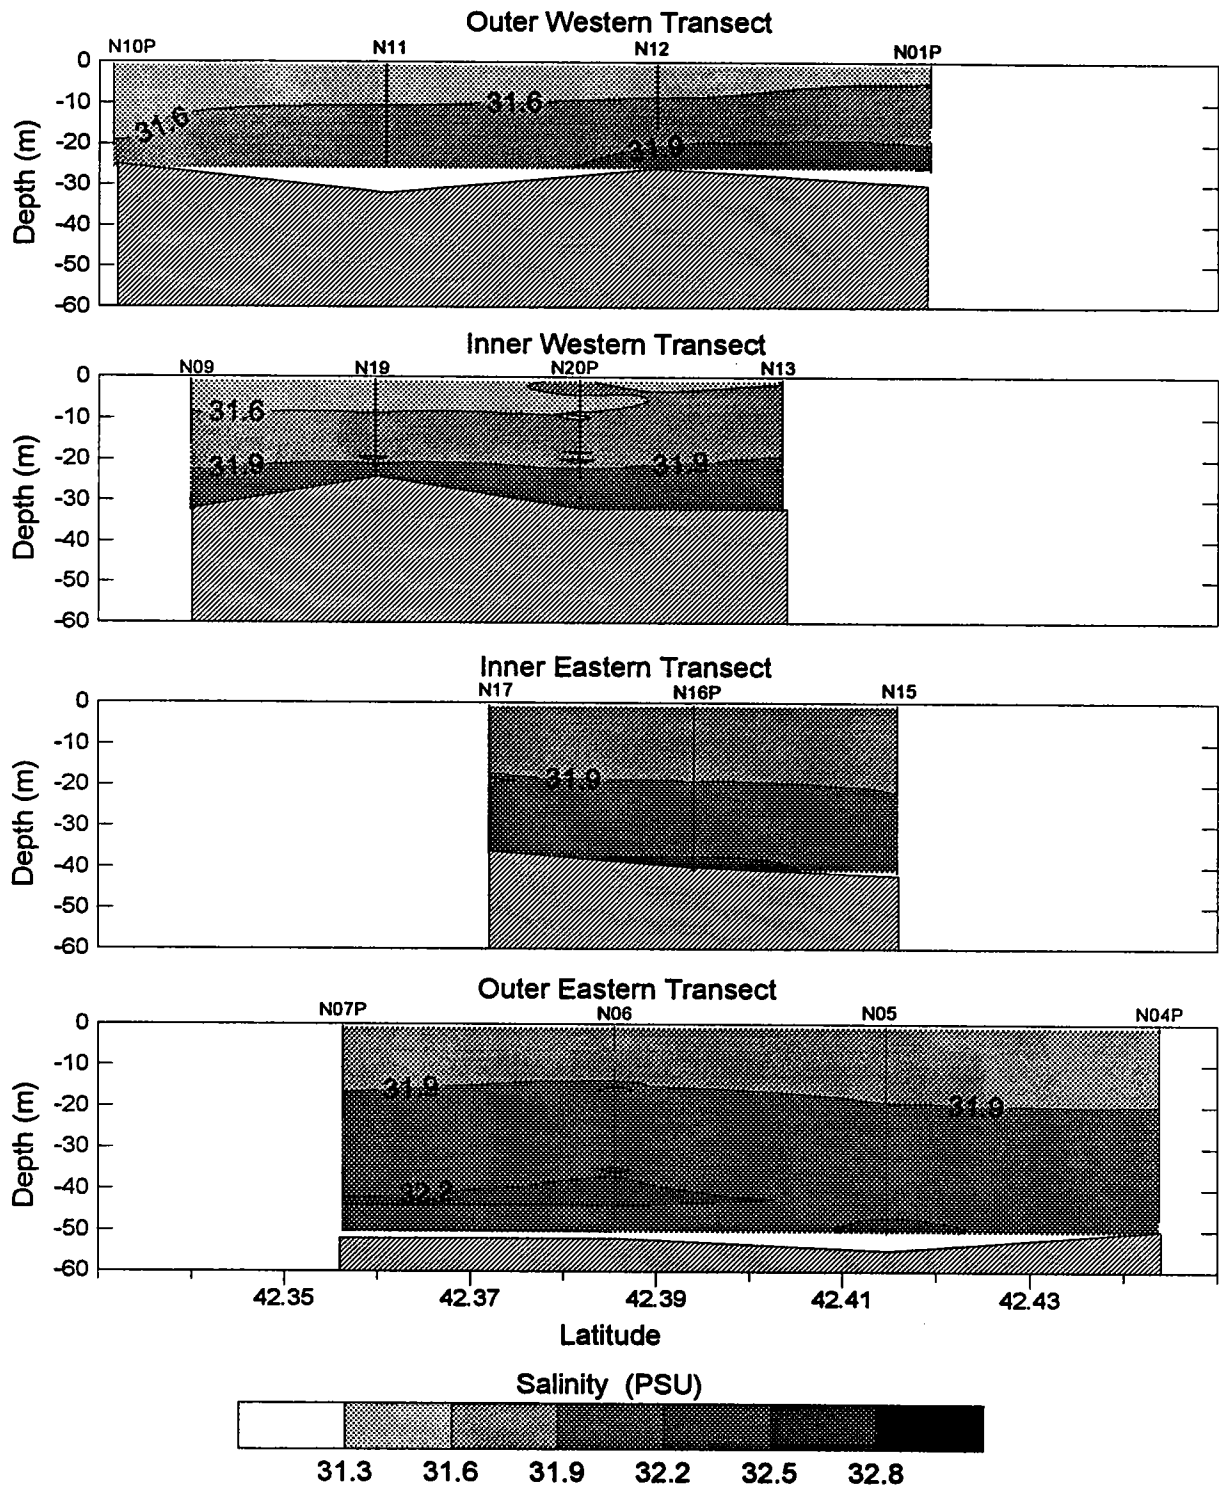 Outer Western Transect
N10P N11 N12 N01P
0
-10
-20
-30
-40
-50
-60
Depth (m)
31.6 31.6
31.9
Inner Western Transect
N09 N19 N20P N13
0
-10
-20
-30
-40
-50
-60
Depth (m)
31.6
31.9 31.9
Inner Eastern Transect
N17 N16P N15
0
-10
-20
-30
-40
-50
-60
Depth (m)
31.9
Outer Eastern Transect
N07P N06 N05 N04P
0
-10
-20
-30
-40
-50
-60
Depth (m)
31.9 31.9
32.2
42.35 42.37 42.39 42.41 42.43
Latitude
Salinity (PSU)
31.3 31.6 31.9 32.2 32.5 32.8